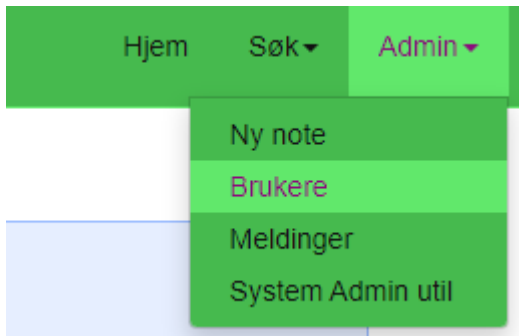 Hjem Søk Admin
Ny note
Brukere
Meldinger
System Admin util